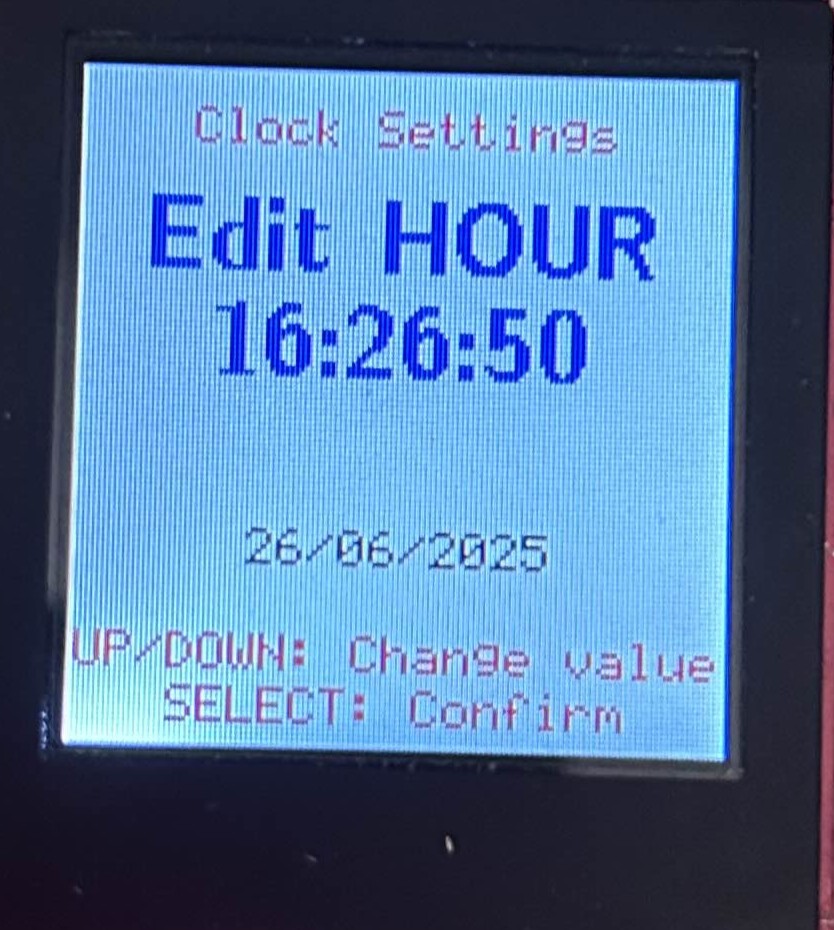 Clock Settings
Edit HOUR
16:26:50
26/06/2025
UP/DOWN: Change value
SELECT: Confirm